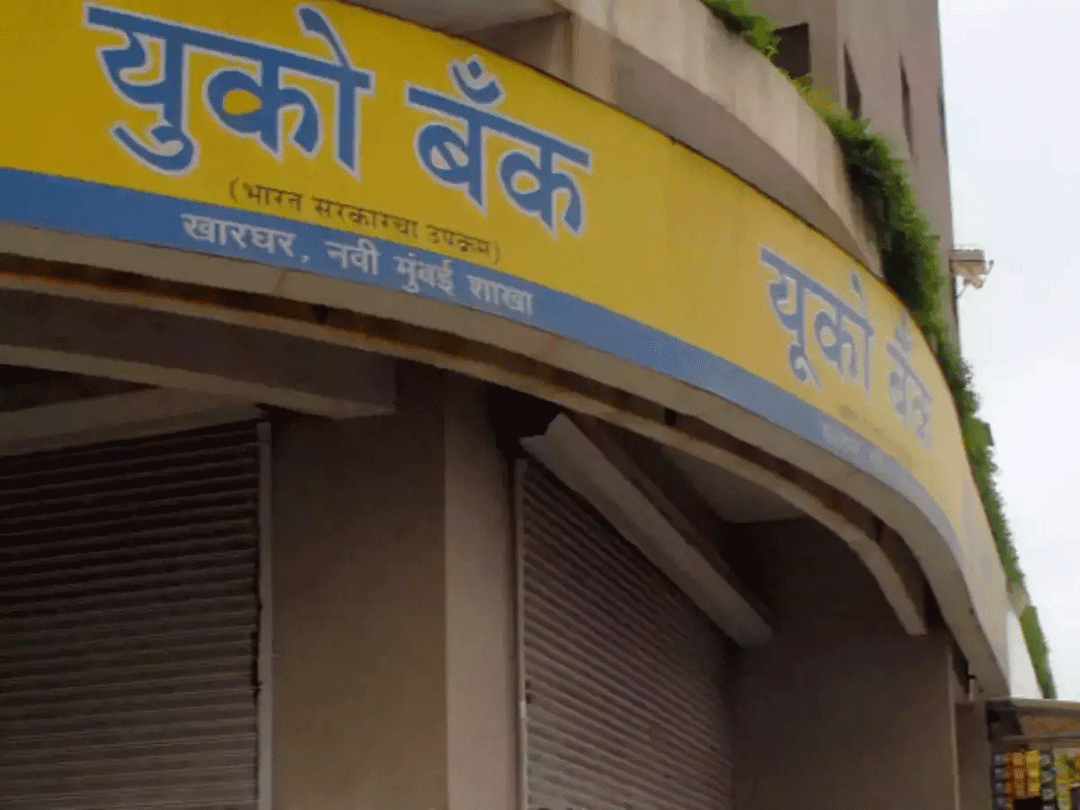 युको बँक
(भारत सरकारचा उपक्रम)
खारघर, नवी मुंबई शाखा
यूको बैंक